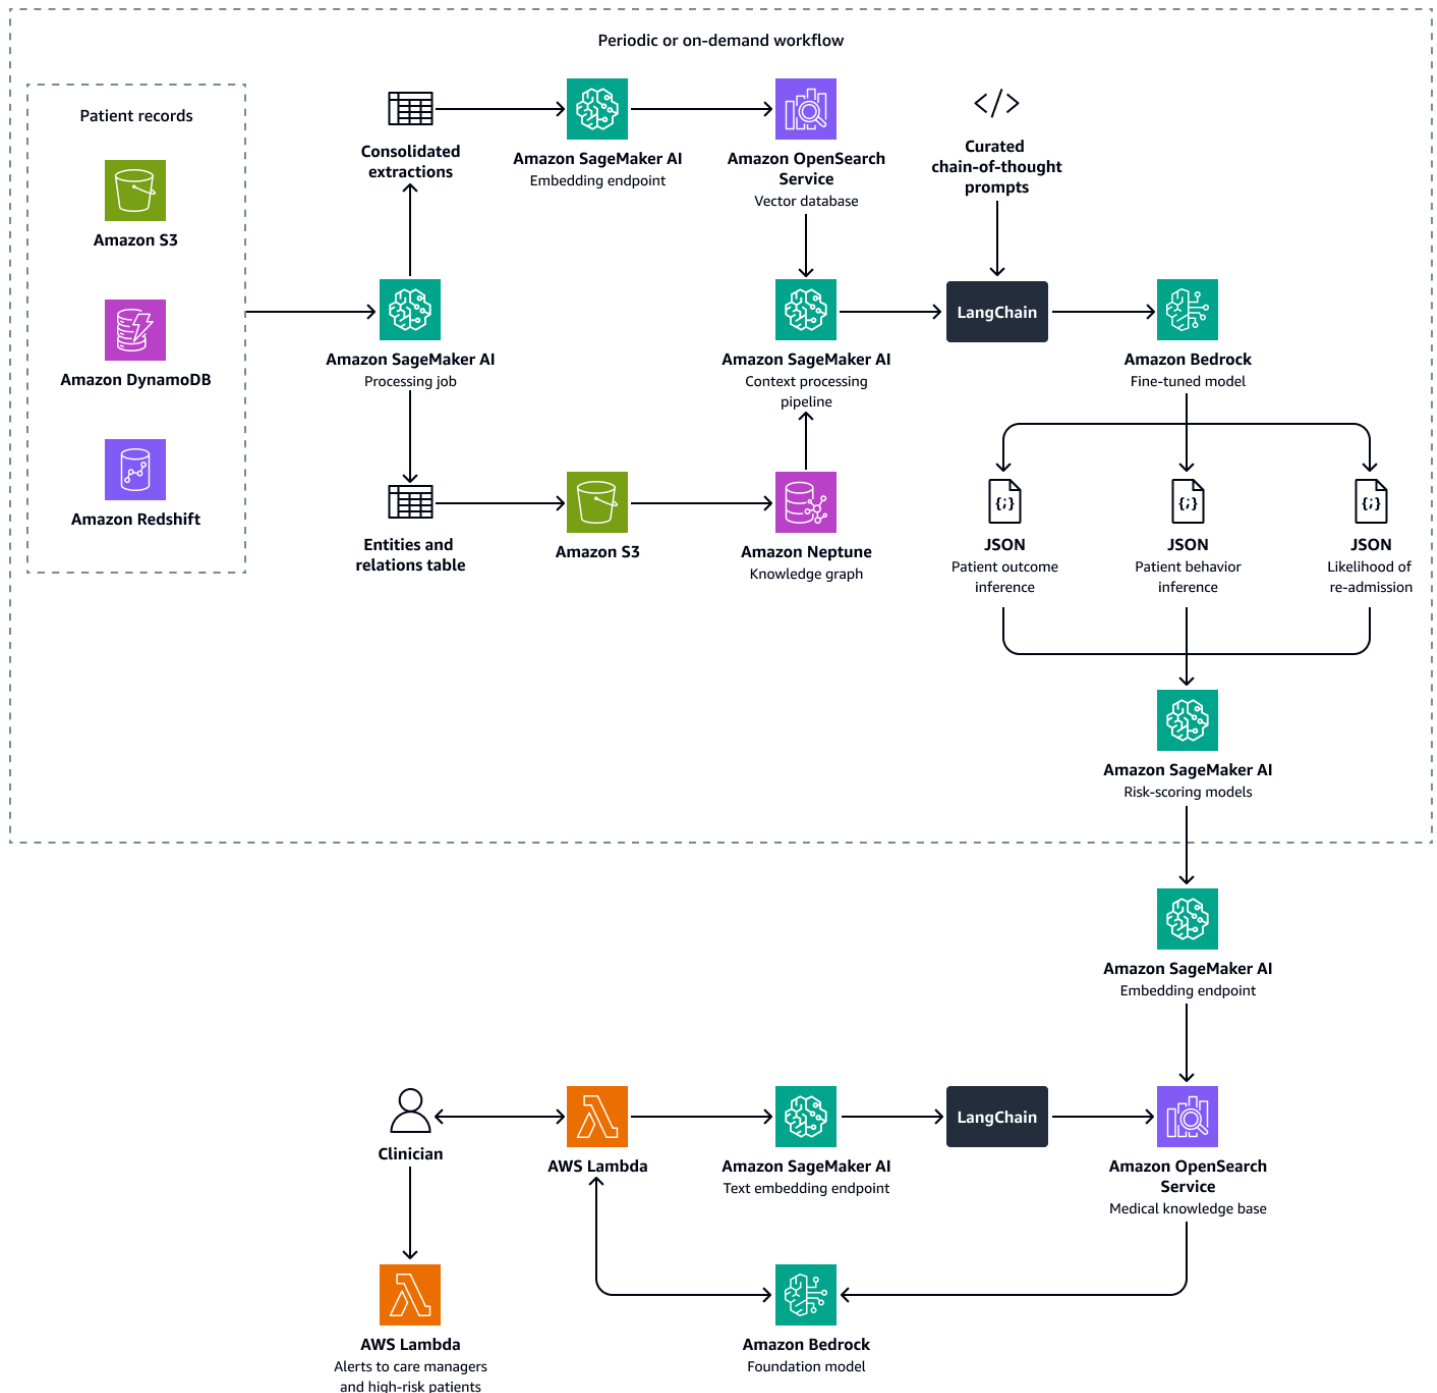 Periodic or on-demand workflow
Patient records
Amazon S3
Amazon DynamoDB
Amazon Redshift
Consolidated
extractions
Amazon SageMaker AI
Embedding endpoint
Amazon OpenSearch
Service
Vector database
</>
Curated
chain-of-thought
prompts
Amazon SageMaker AI
Processing job
Amazon SageMaker AI
Context processing
pipeline
LangChain
Amazon Bedrock
Fine-tuned model
Entities and
relations table
Amazon S3
Amazon Neptune
Knowledge graph
{;}
JSON
Patient outcome
inference
{;}
JSON
Patient behavior
inference
{;}
JSON
Likelihood of
re-admission
Amazon SageMaker AI
Risk-scoring models
Amazon SageMaker AI
Embedding endpoint
Clinician
AWS Lambda
Amazon SageMaker AI
Text embedding endpoint
LangChain
Amazon OpenSearch
Service
Medical knowledge base
AWS Lambda
Alerts to care managers
and high-risk patients
Amazon Bedrock
Foundation model